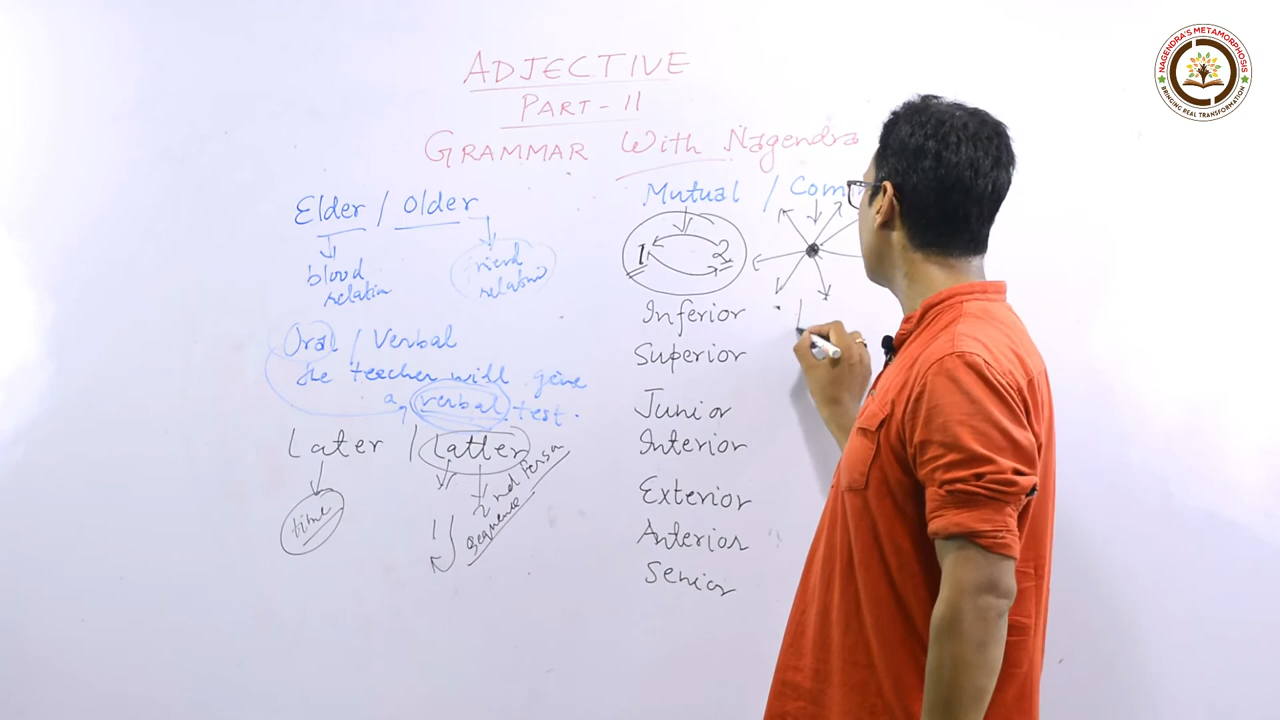 ADJECTIVE
PART-II
GRAMMAR With Nagendra
Elder / Older
blood
relation
friend
relation
Oral / Verbal
The teacher will give
a verbal test.
Later / Latter
time
2nd Person
sequence
Mutual / Com
1 2
Inferior
Superior
Junior
Interior
Exterior
Anterior
Senior
NAGENDRA'S METAMORPHOSIS
BRINGING REAL TRANSFORMATION